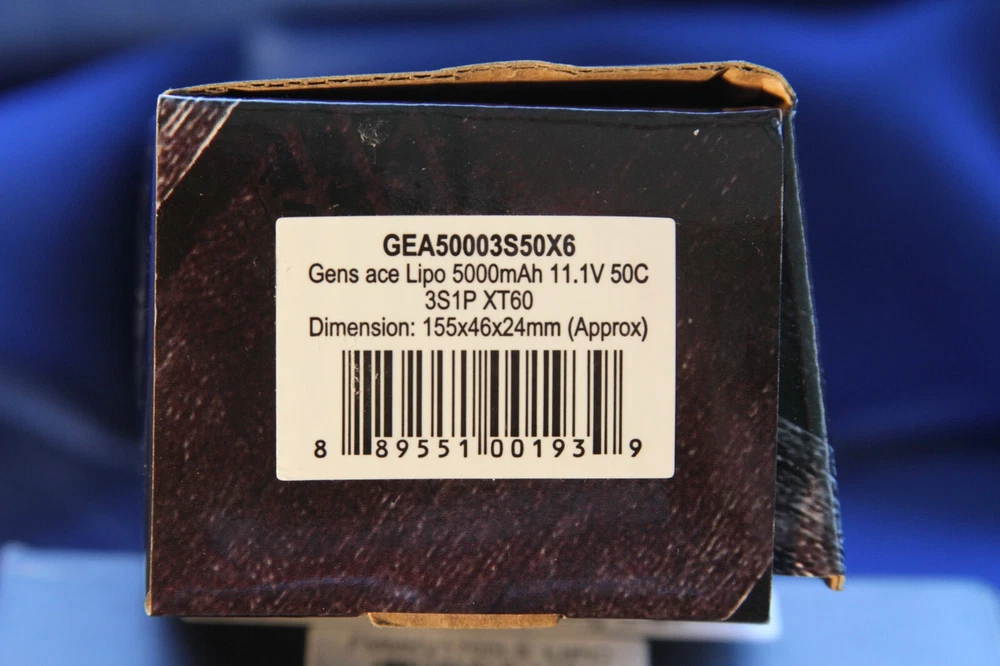 GEA50003S50X6
Gens ace Lipo 5000mAh 11.1V 50C
3S1P XT60
Dimension: 155x46x24mm (Approx)
8 89551 00193 9